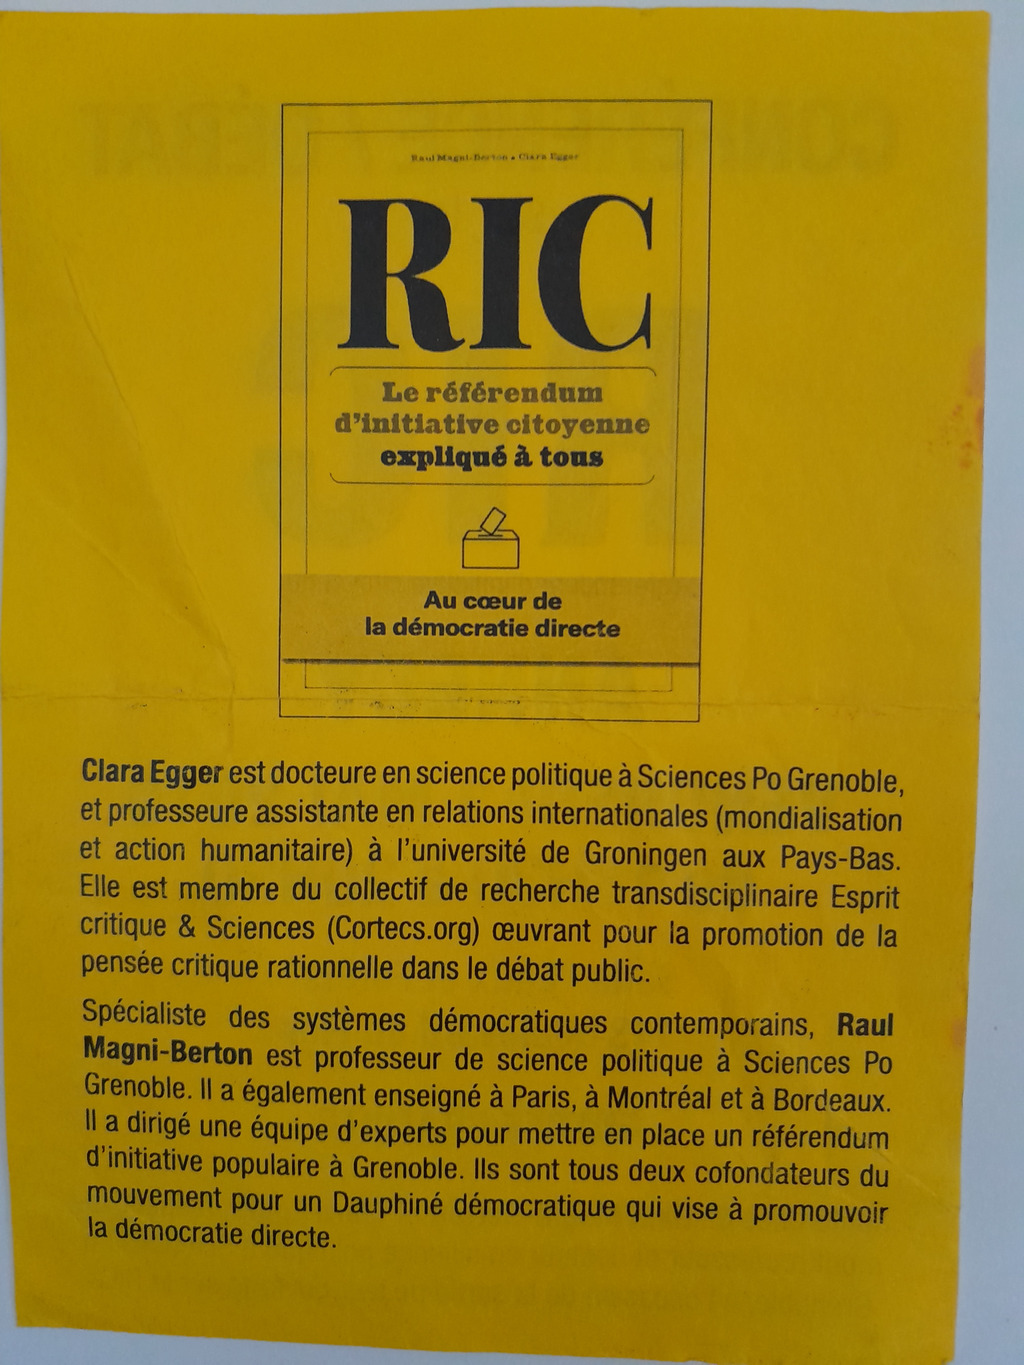 Raul Magni-Berton • Clara Egger
RIC
Le référendum
d'initiative citoyenne
expliqué à tous
Au cœur de
la démocratie directe
Clara Egger est docteure en science politique à Sciences Po Grenoble,
et professeure assistante en relations internationales (mondialisation
et action humanitaire) à l'université de Groningen aux Pays-Bas.
Elle est membre du collectif de recherche transdisciplinaire Esprit
critique & Sciences (Cortecs.org) œuvrant pour la promotion de la
pensée critique rationnelle dans le débat public.
Spécialiste des systèmes démocratiques contemporains, Raul
Magni-Berton est professeur de science politique à Sciences Po
Grenoble. Il a également enseigné à Paris, à Montréal et à Bordeaux.
Il a dirigé une équipe d'experts pour mettre en place un référendum
d'initiative populaire à Grenoble. Ils sont tous deux cofondateurs du
mouvement pour un Dauphiné démocratique qui vise à promouvoir
la démocratie directe.